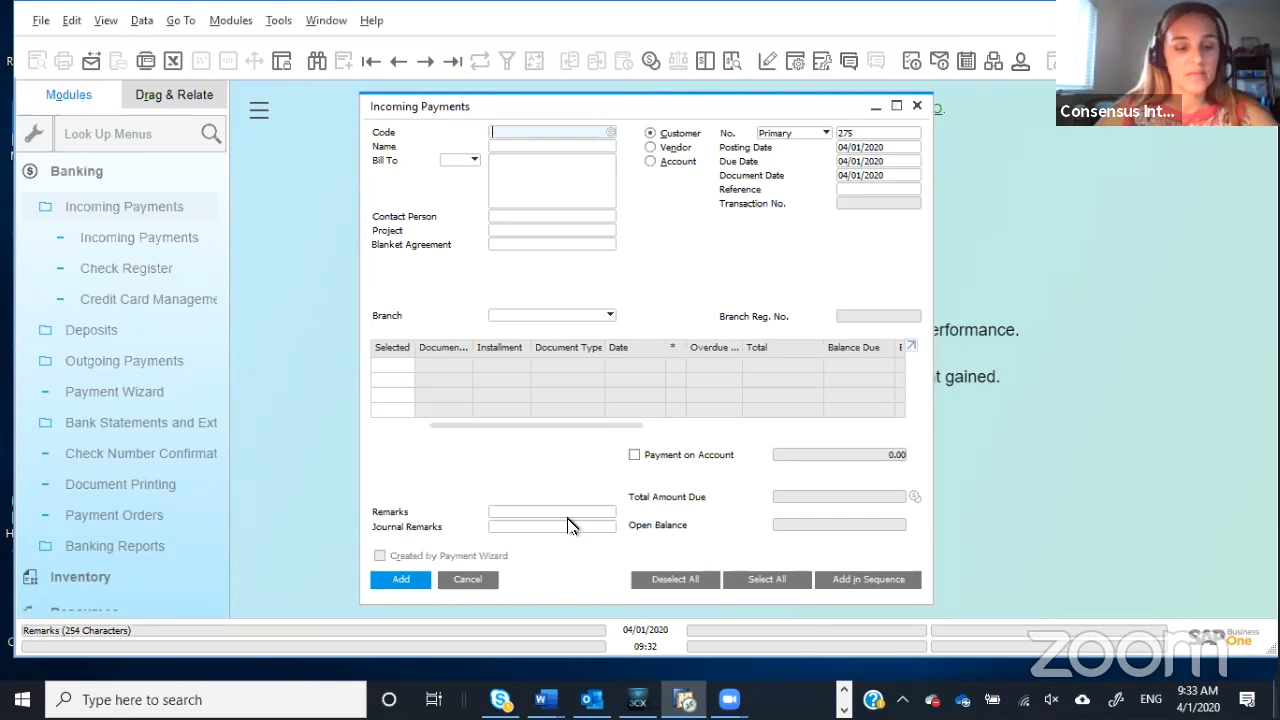 File Edit View Data Go To Modules Tools Window Help
Modules Drag & Relate
Look Up Menus
Banking
Incoming Payments
Incoming Payments
Check Register
Credit Card Manageme
Deposits
Outgoing Payments
Payment Wizard
Bank Statements and Ext
Check Number Confirmat
Document Printing
Payment Orders
Banking Reports
Inventory
Incoming Payments
Code
Name
Bill To
Contact Person
Project
Blanket Agreement
Customer
Vendor
Account
No. Primary 275
Posting Date 04/01/2020
Due Date 04/01/2020
Document Date 04/01/2020
Reference
Transaction No.
Branch
Branch Reg. No.
Selected Documen... Installment Document Type Date * Overdue ... Total Balance Due
Payment on Account 0.00
Total Amount Due
Open Balance
Remarks
Journal Remarks
Created by Payment Wizard
Add Cancel Deselect All Select All Add in Sequence
erformance.
t gained.
Consensus Int...
Remarks (254 Characters) 04/01/2020
09:32
SAP Business One
zoom
Type here to search
3CX
ENG
9:33 AM
4/1/2020